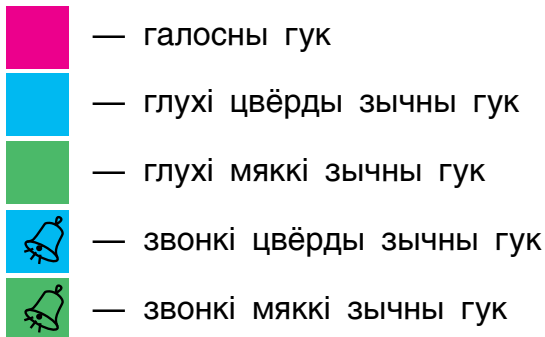 — галосны гук
— глухі цвёрды зычны гук
— глухі мяккі зычны гук
— звонкі цвёрды зычны гук
— звонкі мяккі зычны гук